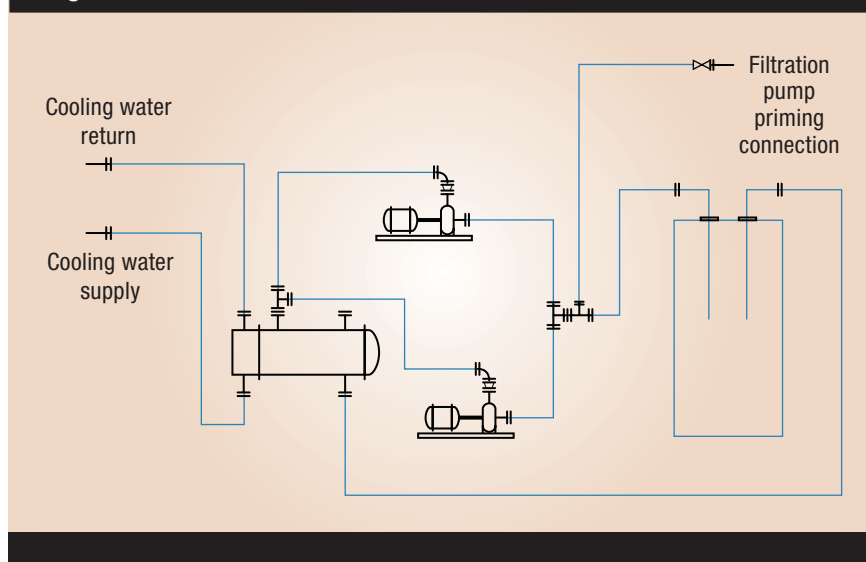 Cooling water
return
Cooling water
supply
Filtration
pump
priming
connection